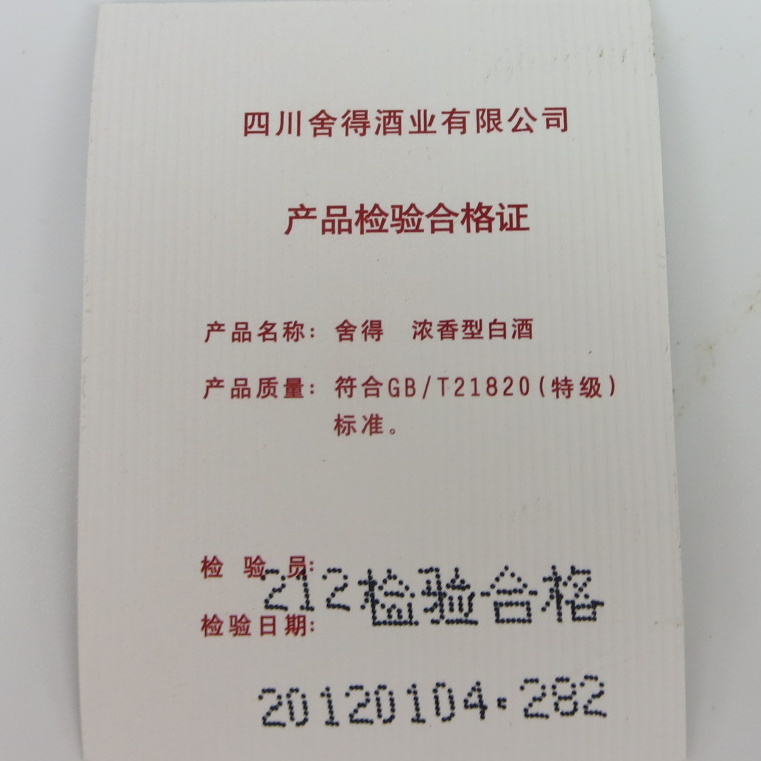 四川舍得酒业有限公司
产品检验合格证
产品名称：舍得 浓香型白酒
产品质量：符合GB/T21820(特级)
标准。
检验员：
212检验合格
检验日期：
20120104·282